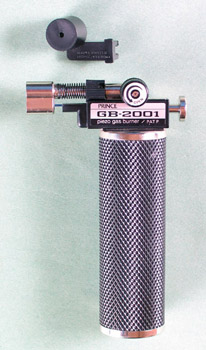 PRINCE
GB-2001
piezo gas burner / PAT P